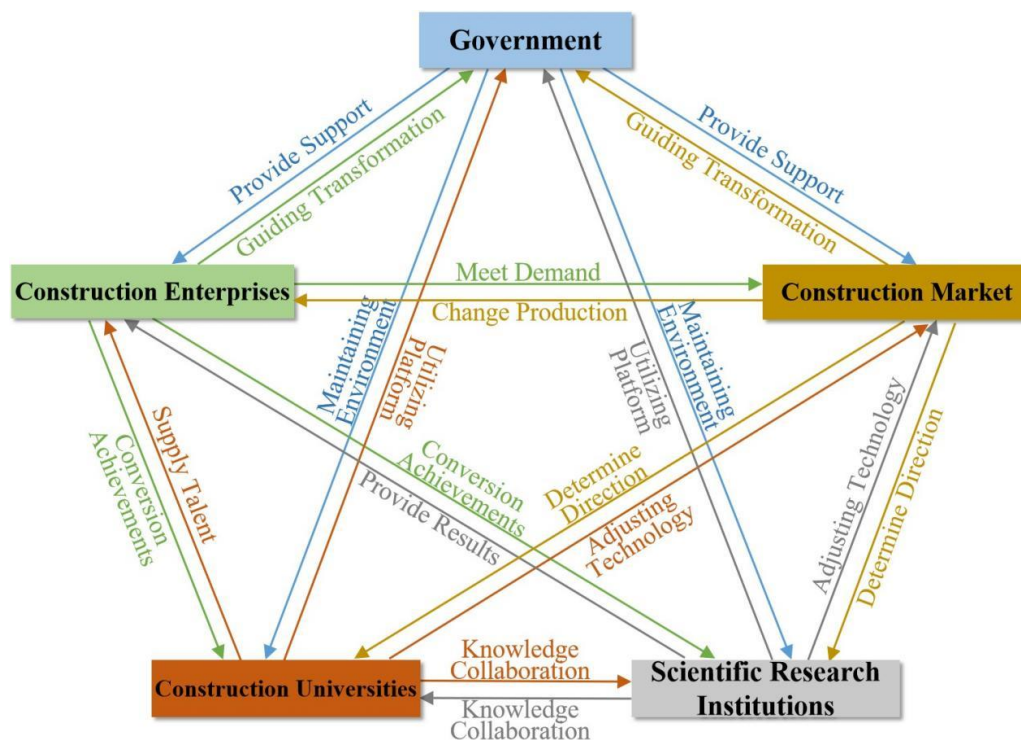 Government
Provide Support
Guiding Transformation
Guiding Transformation
Provide Support
Construction Enterprises
Meet Demand
Change Production
Construction Market
Maintaining
Environment
Utilizing
Platform
Utilizing
Platform
Maintaining
Environment
Conversion
Achievements
Supply Talent
Conversion
Achievements
Provide Results
Determine
Direction
Adjusting
Technology
Adjusting Technology
Determine Direction
Construction Universities
Knowledge
Collaboration
Knowledge
Collaboration
Scientific Research
Institutions